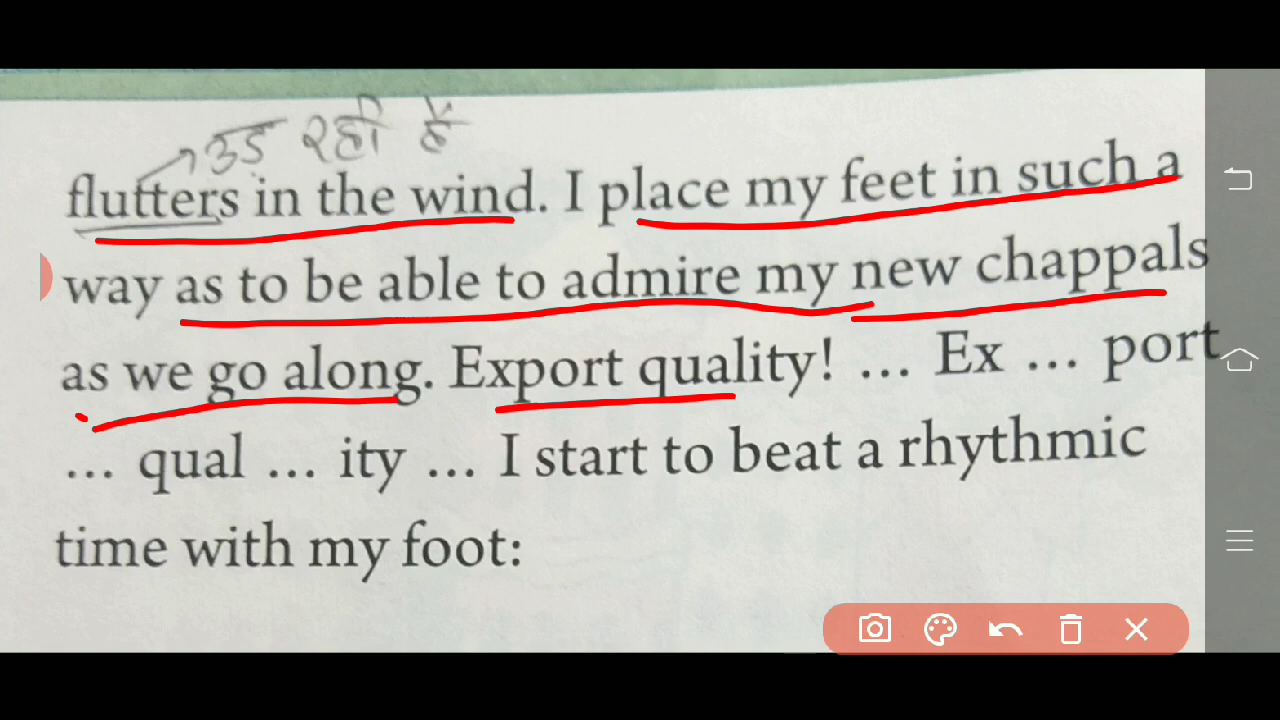 उड़ रही है
flutters in the wind. I place my feet in such a
way as to be able to admire my new chappals
as we go along. Export quality! ... Ex ... port
... qual ... ity ... I start to beat a rhythmic
time with my foot: